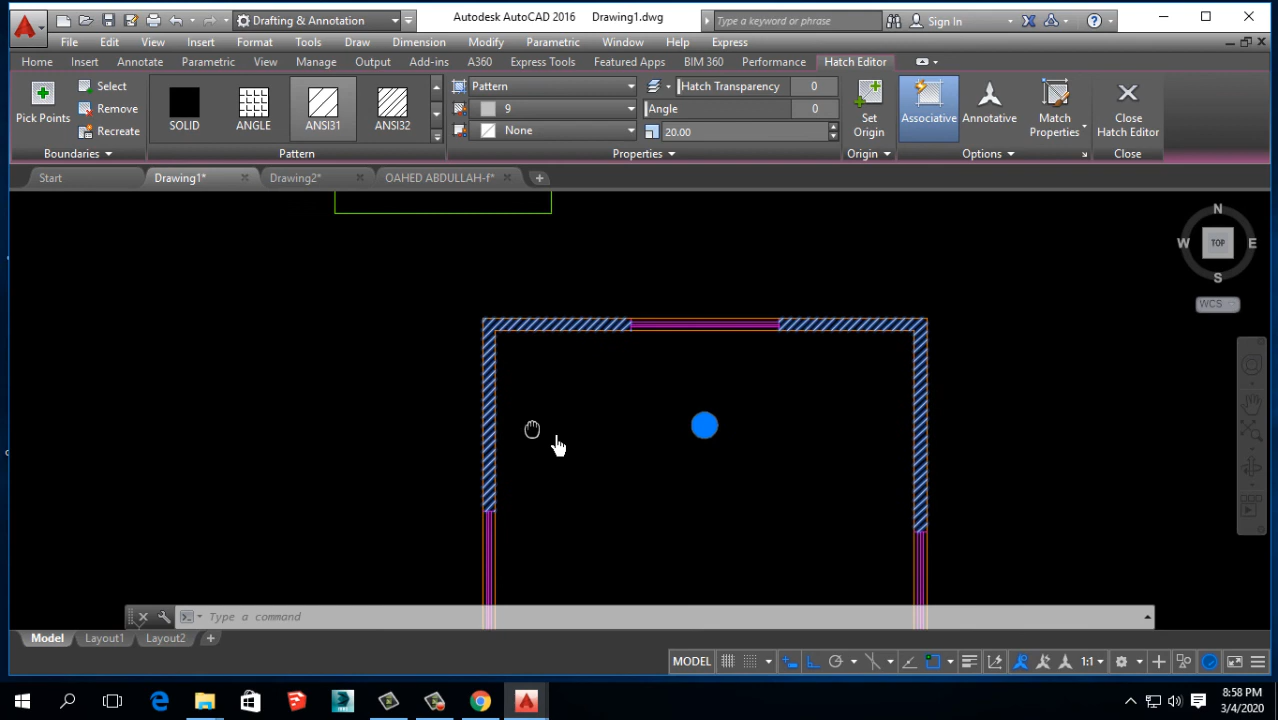 Drafting & Annotation
Autodesk AutoCAD 2016 Drawing1.dwg
Type a keyword or phrase
Sign In
File Edit View Insert Format Tools Draw Dimension Modify Parametric Window Help Express
Home Insert Annotate Parametric View Manage Output Add-ins A360 Express Tools Featured Apps BIM 360 Performance Hatch Editor
Pick Points
Select
Remove
Recreate
Boundaries
SOLID
ANGLE
ANSI31
ANSI32
Pattern
Pattern
9
None
Hatch Transparency 0
Angle 0
20.00
Properties
Set
Origin
Origin
Associative
Annotative
Match
Properties
Options
Close
Hatch Editor
Close
Start Drawing1* Drawing2* OAHED ABDULLAH-f*
N
W TOP E
S
WCS
Type a command
Model Layout1 Layout2
MODEL 1:1
8:58 PM
3/4/2020